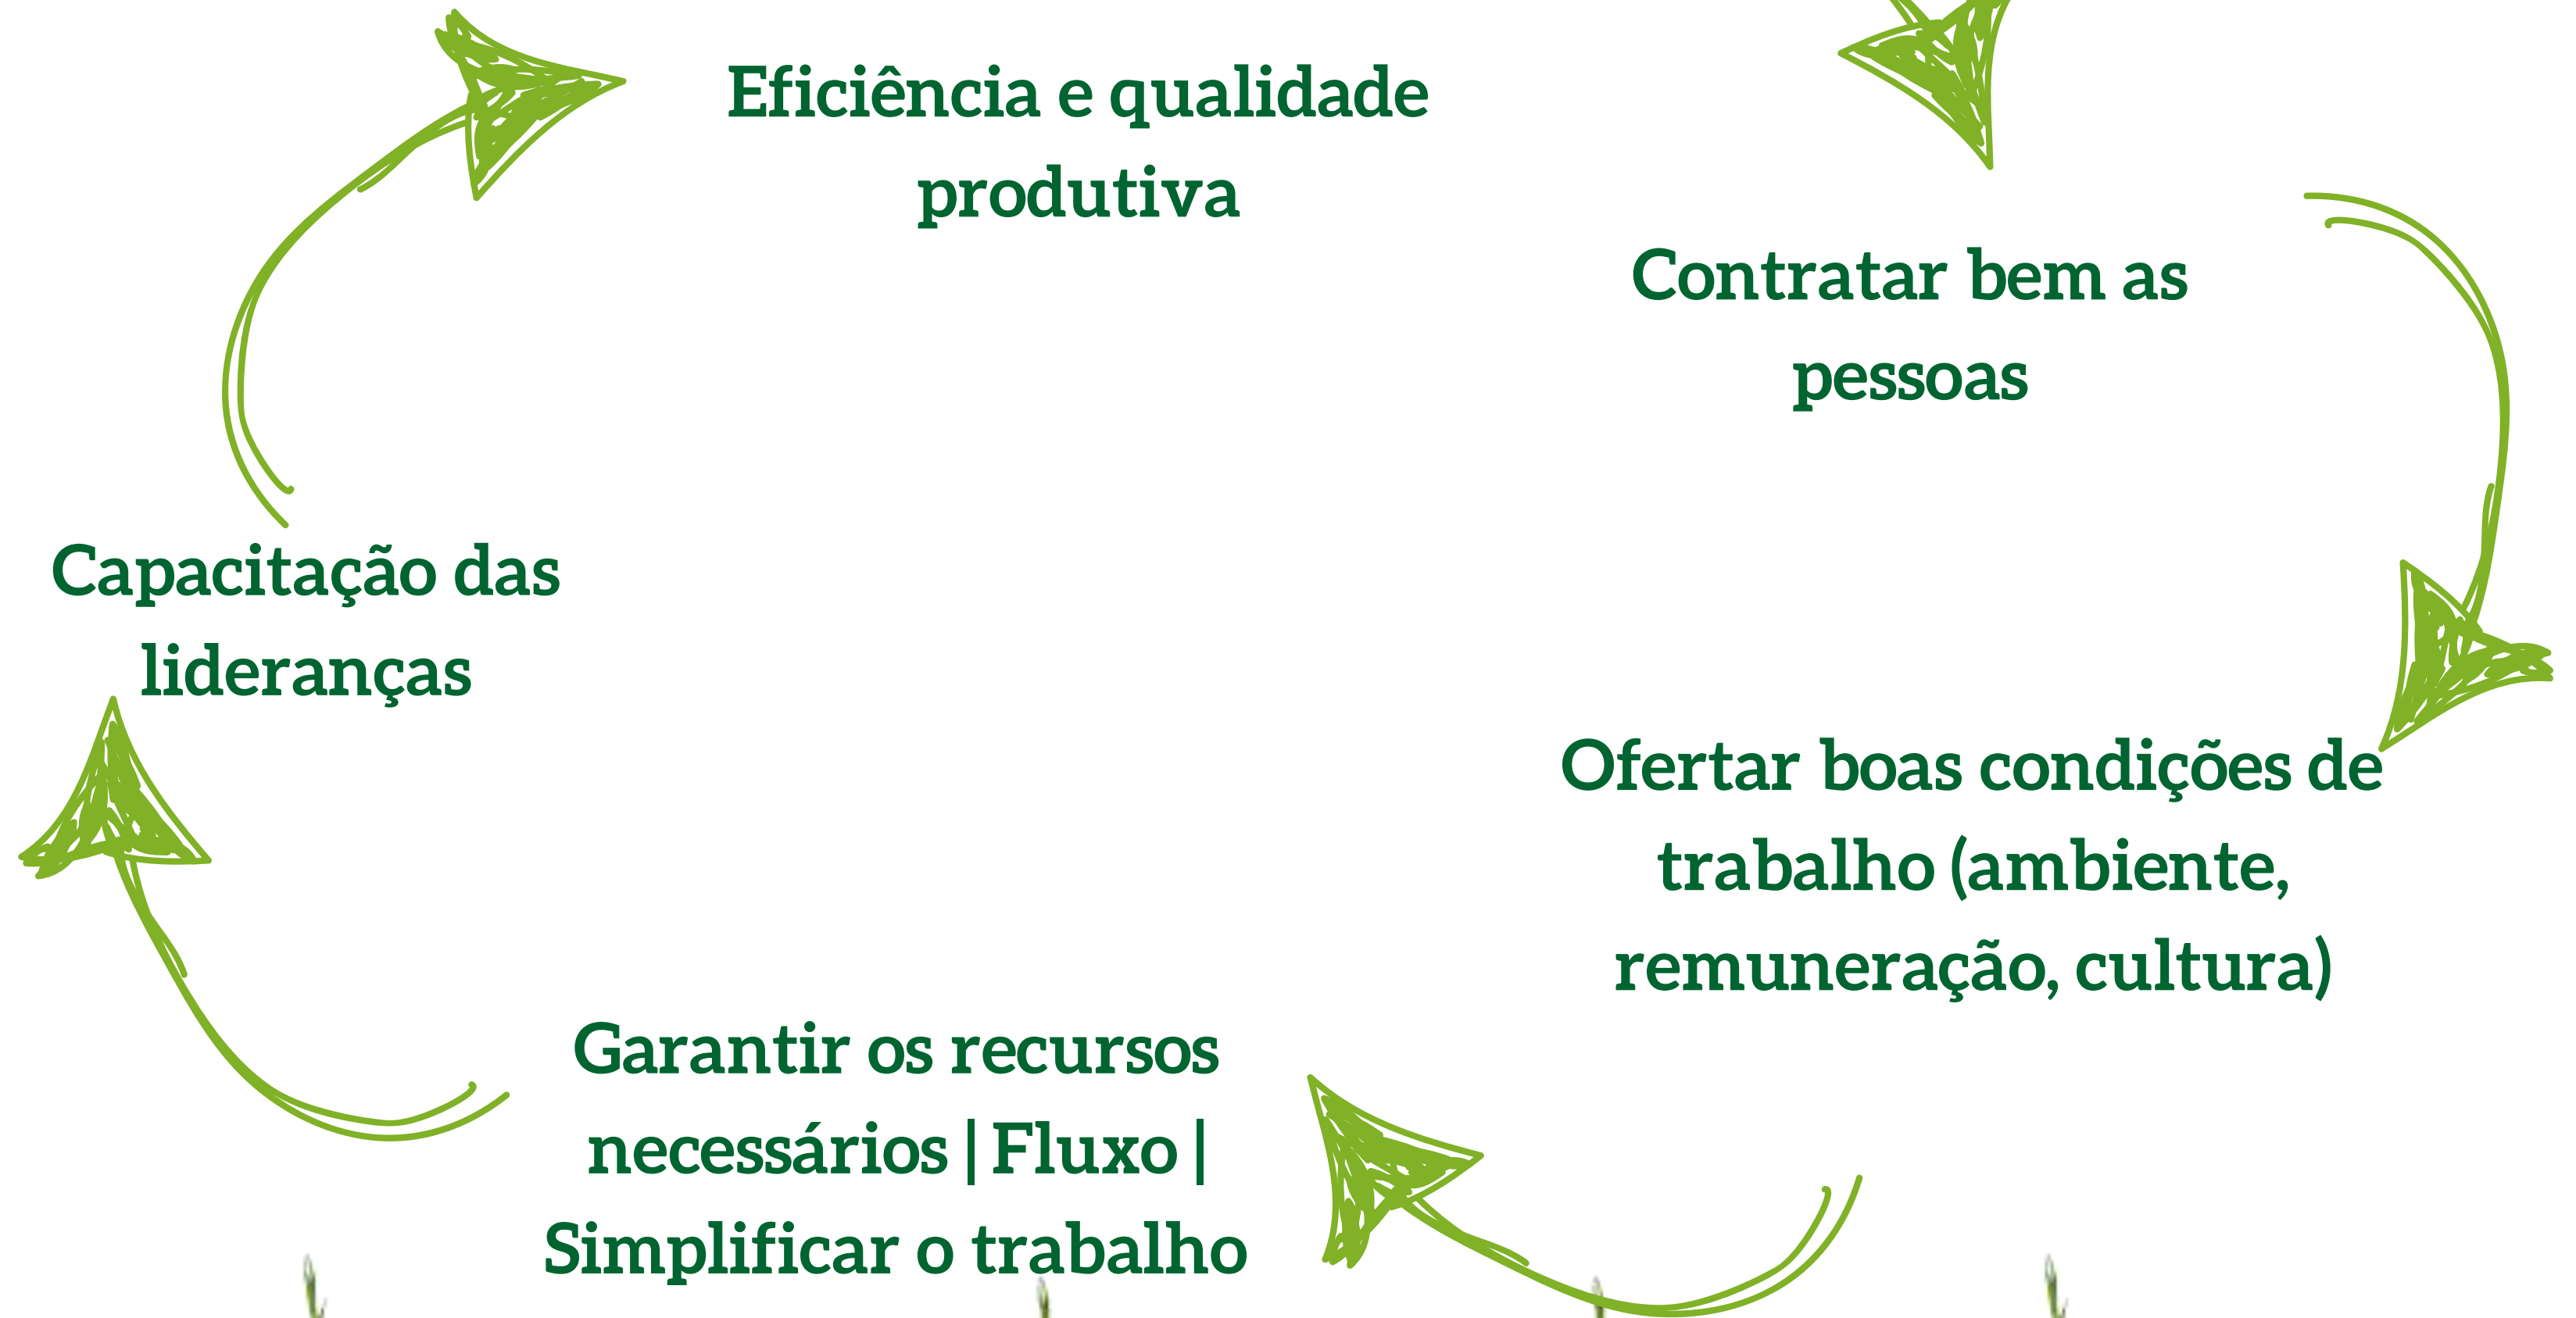 Eficiência e qualidade
produtiva
Contratar bem as
pessoas
Ofertar boas condições de
trabalho (ambiente,
remuneração, cultura)
Garantir os recursos
necessários | Fluxo |
Simplificar o trabalho
Capacitação das
lideranças